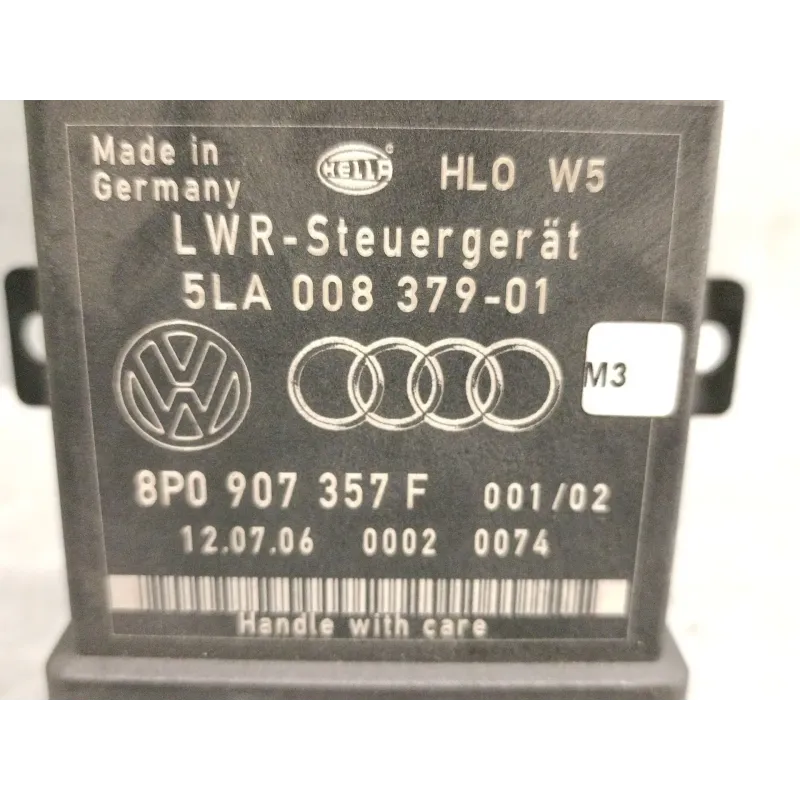 Made in
Germany
HELLA ® HLO W5
LWR-Steuergerät
5LA 008 379-01
M3
8P0 907 357 F 001/02
12.07.06 0002 0074
Handle with care